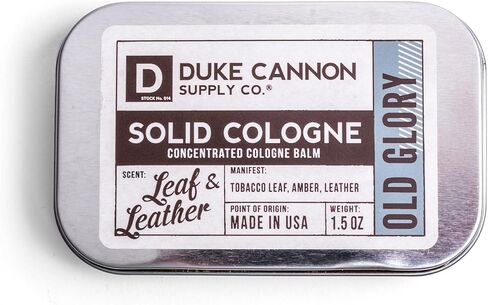 D
STOCK No. 014
DUKE CANNON
SUPPLY CO.®
SOLID COLOGNE
CONCENTRATED COLOGNE BALM
SCENT:
Leaf &
Leather
MANIFEST:
TOBACCO LEAF, AMBER, LEATHER
POINT OF ORIGIN:
MADE IN USA
WEIGHT:
1.5 OZ
OLD GLORY